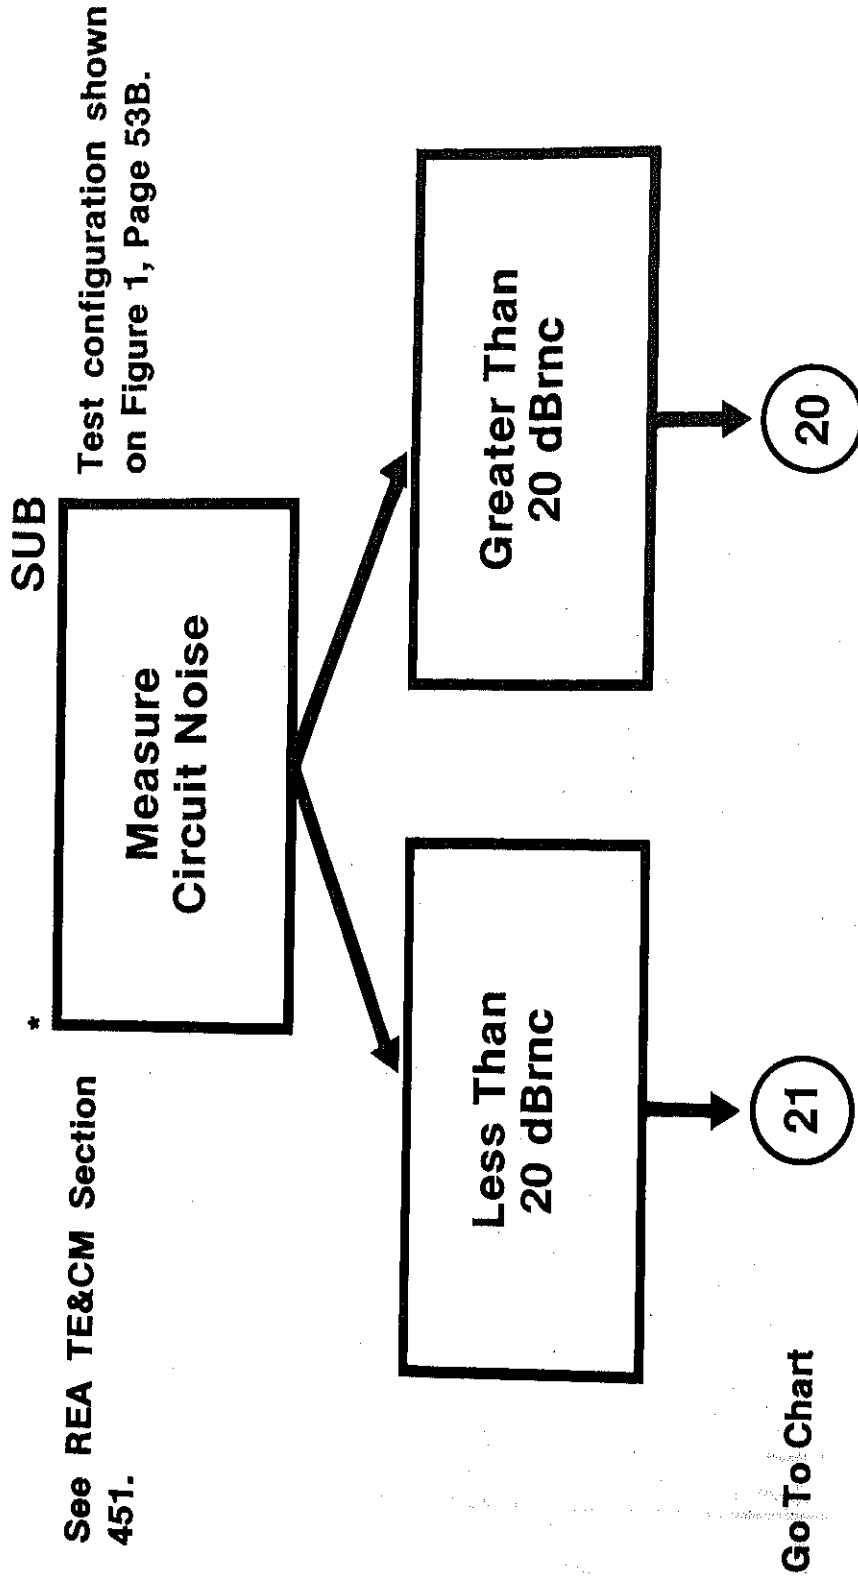 See REA TE&CM Section
451.
*
SUB
Test configuration shown
on Figure 1, Page 53B.
Measure
Circuit Noise
Less Than
20 dBrnc
Greater Than
20 dBrnc
Go To Chart
21
20